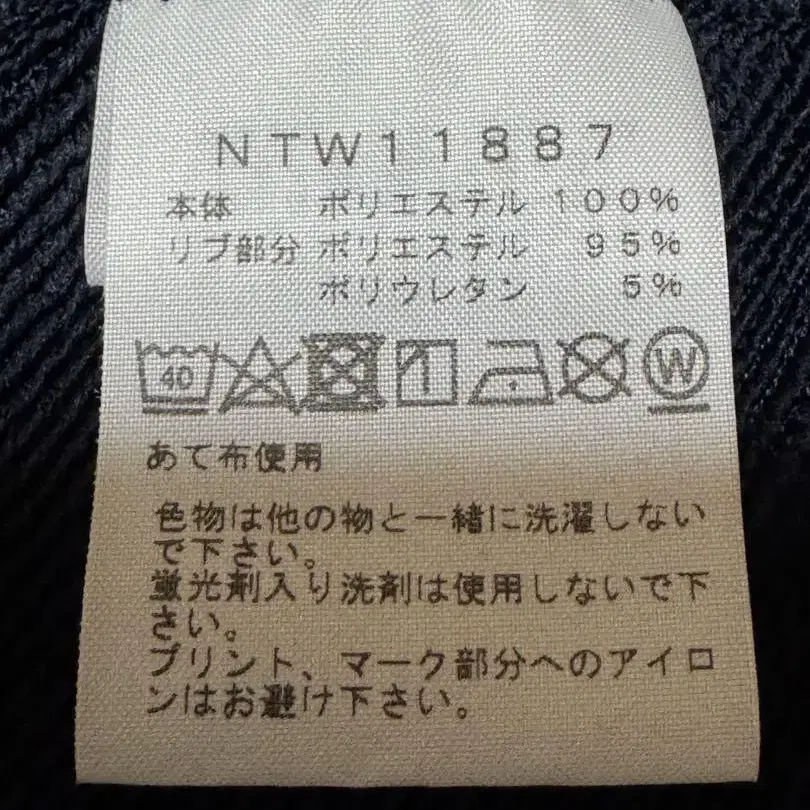 NTW11887
本体 ポリエステル 100%
リブ部分 ポリエステル 95%
ポリウレタン 5%
40 W
あて布使用
色物は他の物と一緒に洗濯しない
で下さい。
蛍光剤入り洗剤は使用しないで下
さい。
プリント、マーク部分へのアイロ
ンはお避け下さい。